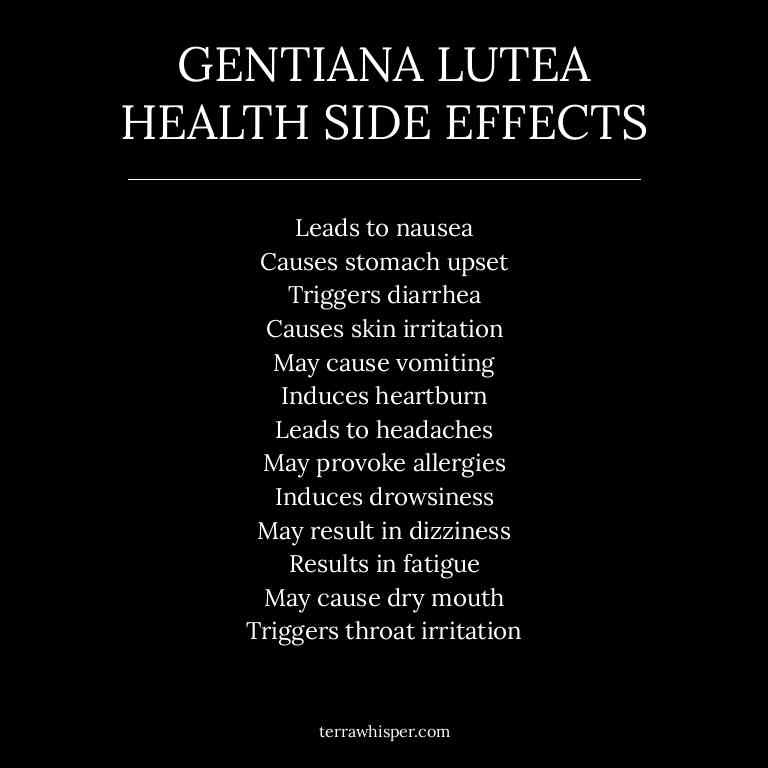 GENTIANA LUTEA
HEALTH SIDE EFFECTS
Leads to nausea
Causes stomach upset
Triggers diarrhea
Causes skin irritation
May cause vomiting
Induces heartburn
Leads to headaches
May provoke allergies
Induces drowsiness
May result in dizziness
Results in fatigue
May cause dry mouth
Triggers throat irritation
terrawhisper.com